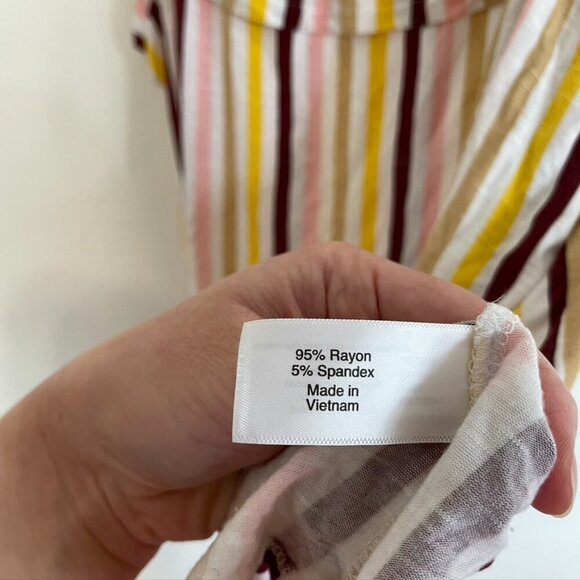 95% Rayon
5% Spandex
Made in
Vietnam